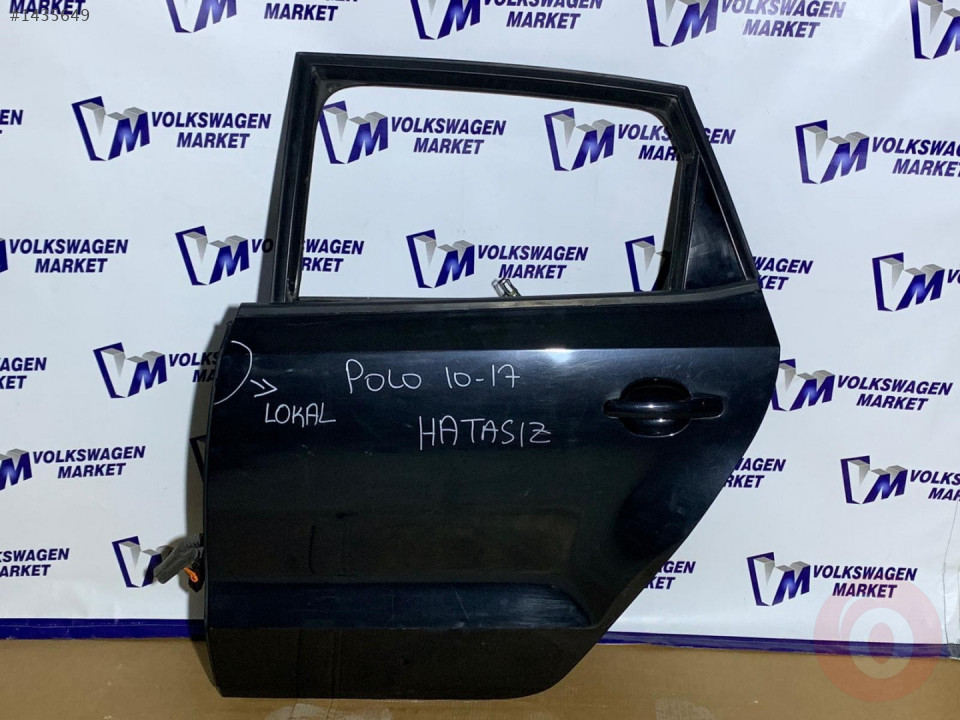 #1435649
VOLKSWAGEN
MARKET
POLO 10-17
LOKAL
HATASIZ